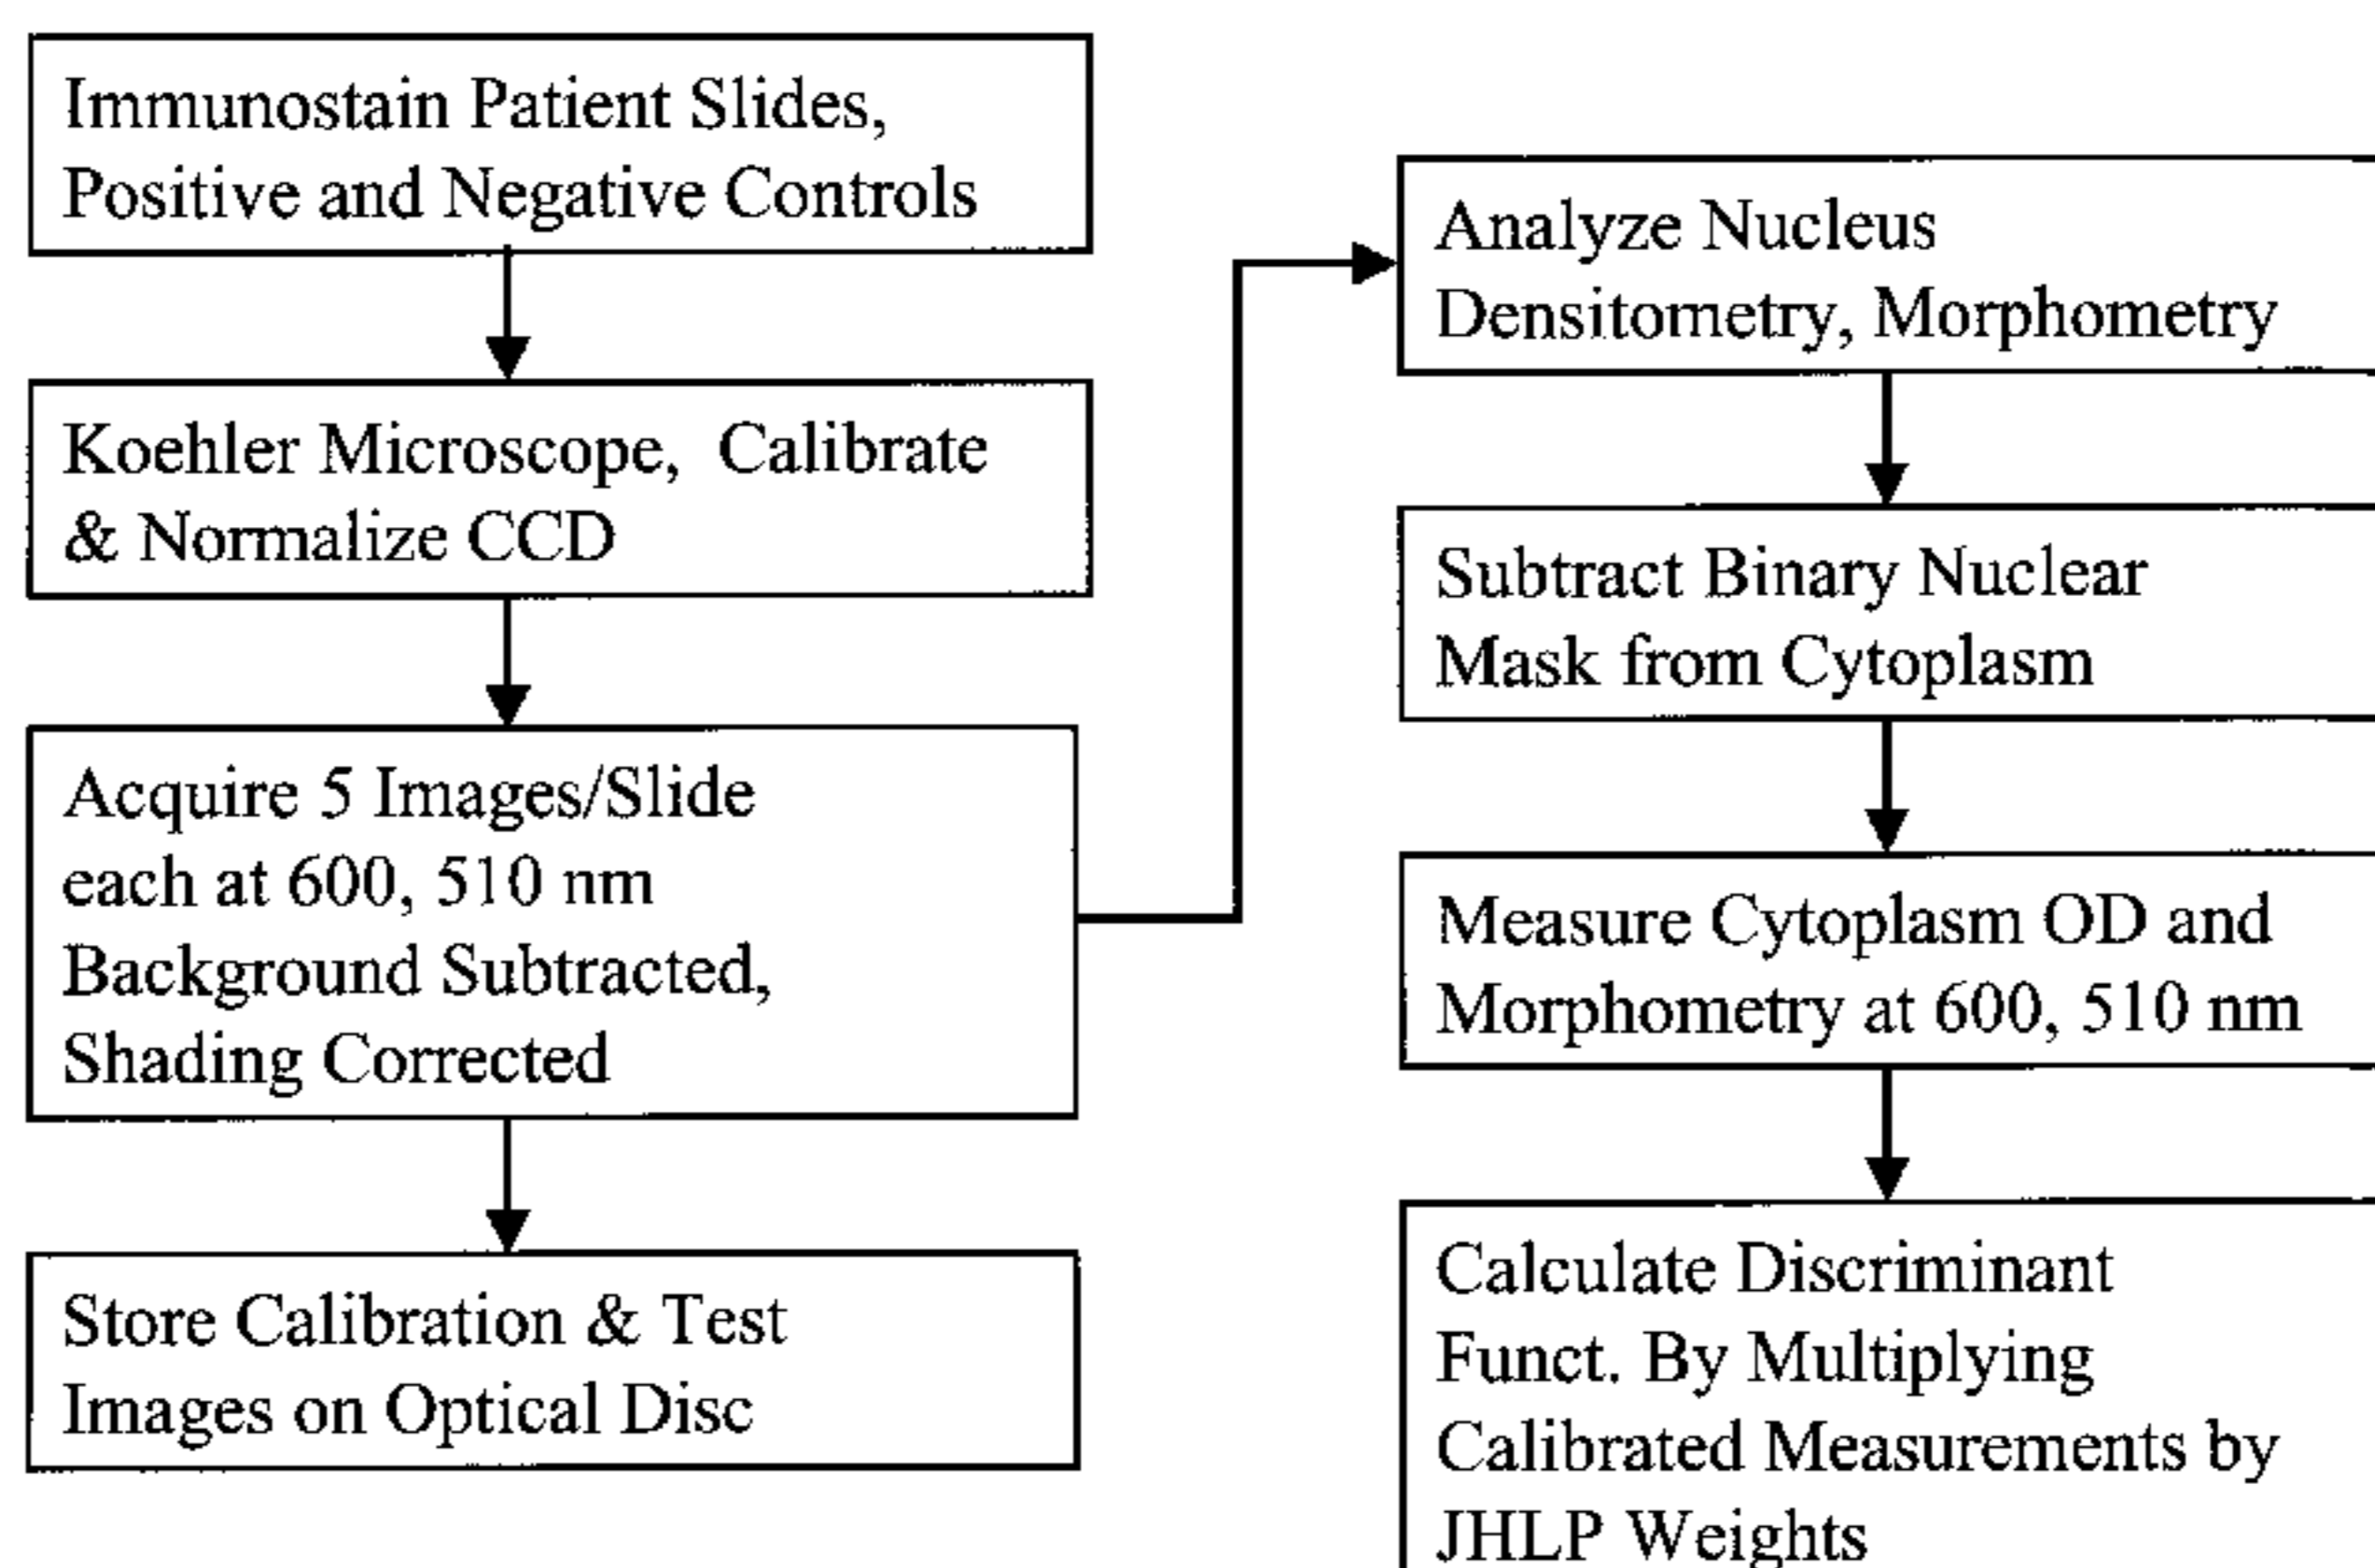 Immunostain Patient Slides,
Positive and Negative Controls
Koehler Microscope, Calibrate
& Normalize CCD
Acquire 5 Images/Slide
each at 600, 510 nm
Background Subtracted,
Shading Corrected
Store Calibration & Test
Images on Optical Disc
Analyze Nucleus
Densitometry, Morphometry
Subtract Binary Nuclear
Mask from Cytoplasm
Measure Cytoplasm OD and
Morphometry at 600, 510 nm
Calculate Discriminant
Funct. By Multiplying
Calibrated Measurements by
JHLP Weights